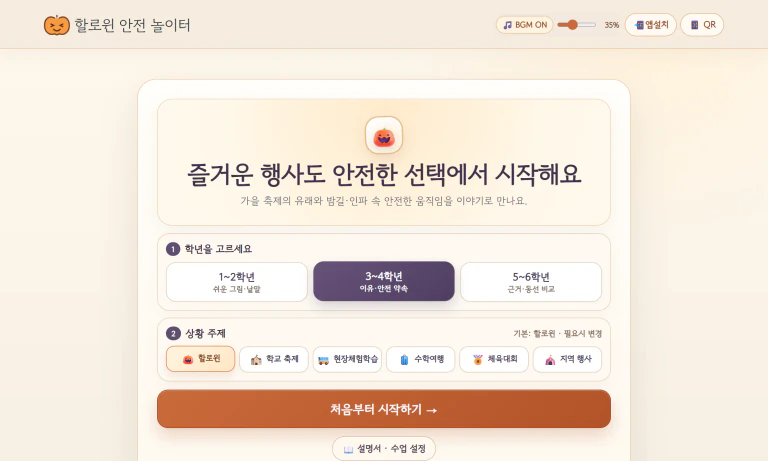 할로윈 안전 놀이터
BGM ON
35%
앱설치
QR
즐거운 행사도 안전한 선택에서 시작해요
가을 축제의 유래와 밤길·인파 속 안전한 움직임을 이야기로 만나요.
1 학년을 고르세요
1~2학년
쉬운 그림·낱말
3~4학년
이유·안전 약속
5~6학년
근거·동선 비교
2 상황 주제
기본: 할로윈 · 필요시 변경
할로윈
학교 축제
현장체험학습
수학여행
체육대회
지역 행사
처음부터 시작하기 →
설명서 · 수업 설정